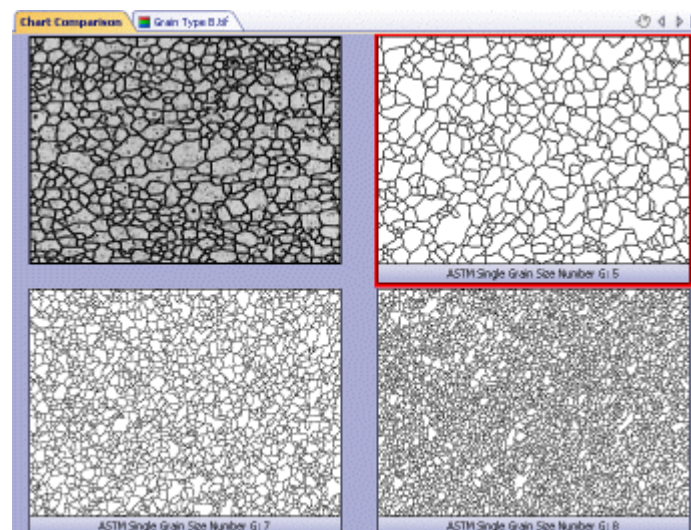 Chart Comparison
Grain Type B.tif
ASTM Single Grain Size Number G: 5
ASTM Single Grain Size Number G: 7
ASTM Single Grain Size Number G: 8